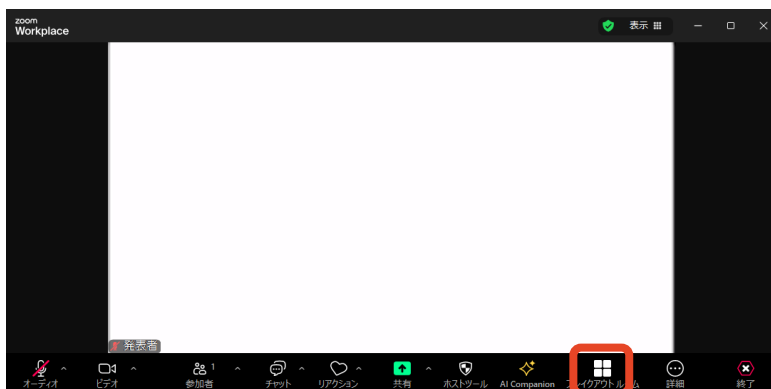 zoom
Workplace
表示
発表者
1
オーディオ
ビデオ
参加者
チャット
リアクション
共有
ホストツール
AI Companion
ブレイクアウトルーム
詳細
終了